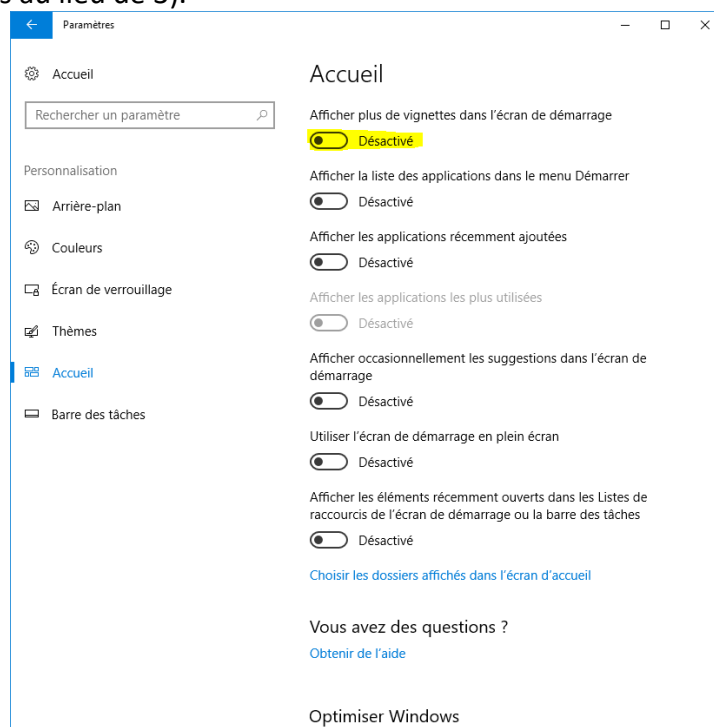 s au lieu de 3).
Paramètres
Accueil
Rechercher un paramètre
Personnalisation
Arrière-plan
Couleurs
Écran de verrouillage
Thèmes
Accueil
Barre des tâches
Accueil
Afficher plus de vignettes dans l'écran de démarrage
Désactivé
Afficher la liste des applications dans le menu Démarrer
Désactivé
Afficher les applications récemment ajoutées
Désactivé
Afficher les applications les plus utilisées
Désactivé
Afficher occasionnellement les suggestions dans l'écran de
démarrage
Désactivé
Utiliser l'écran de démarrage en plein écran
Désactivé
Afficher les éléments récemment ouverts dans les Listes de
raccourcis de l'écran de démarrage ou la barre des tâches
Désactivé
Choisir les dossiers affichés dans l'écran d'accueil
Vous avez des questions ?
Obtenir de l'aide
Optimiser Windows